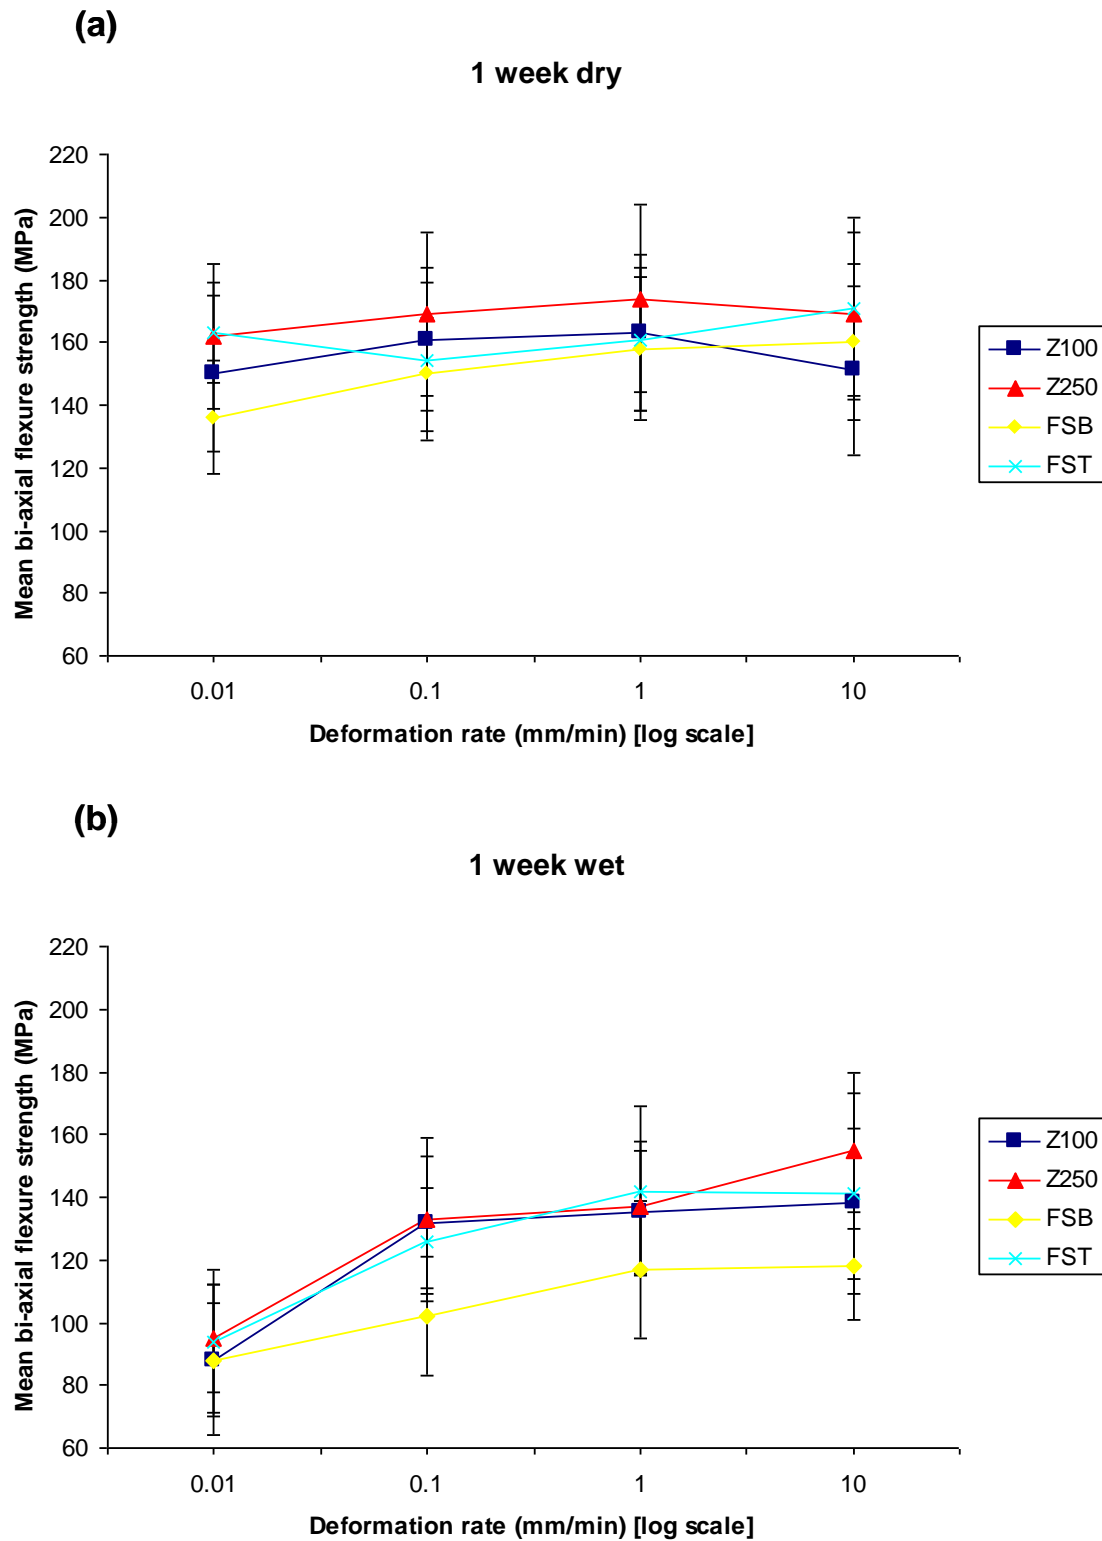 (a)
1 week dry
Mean bi-axial flexure strength (MPa)
220
200
180
160
140
120
100
80
60
0.01
0.1
1
10
Deformation rate (mm/min) [log scale]
Z100
Z250
FSB
FST
(b)
1 week wet
Mean bi-axial flexure strength (MPa)
220
200
180
160
140
120
100
80
60
0.01
0.1
1
10
Deformation rate (mm/min) [log scale]
Z100
Z250
FSB
FST